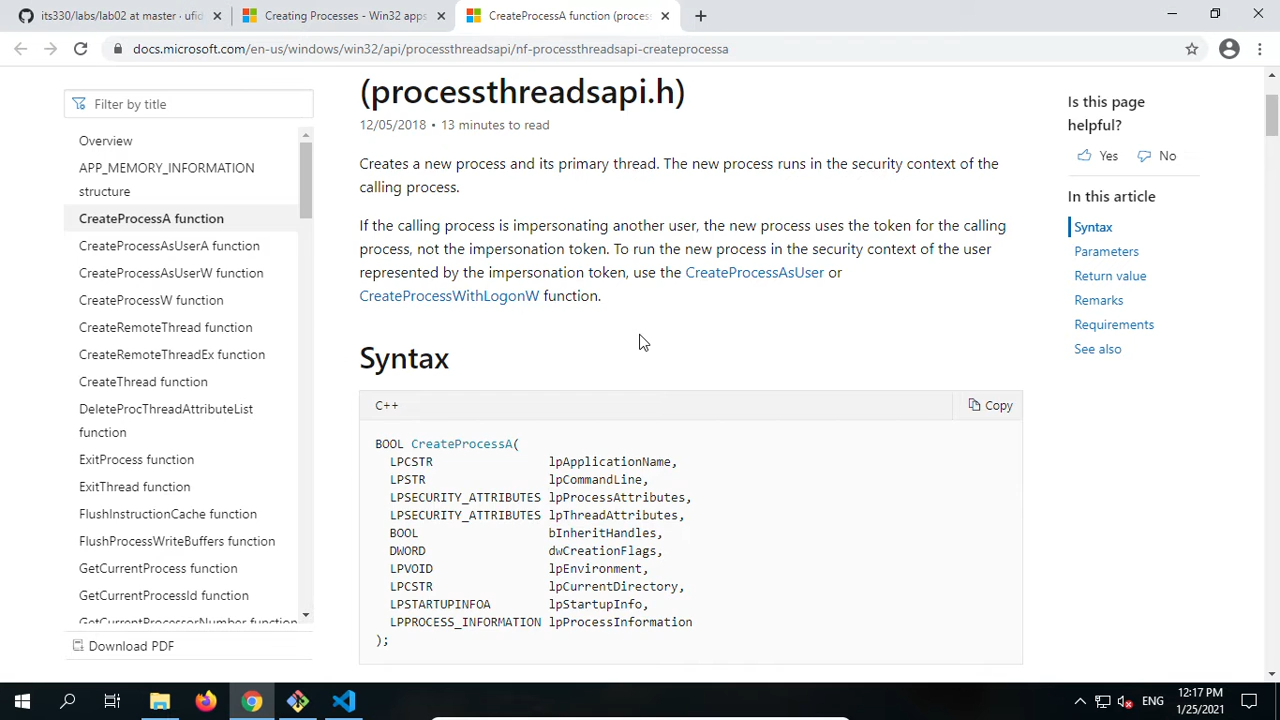 its330/labs/lab02 at master · ufi
Creating Processes - Win32 apps
CreateProcessA function (process
docs.microsoft.com/en-us/windows/win32/api/processthreadsapi/nf-processthreadsapi-createprocessa
Filter by title
Overview
APP_MEMORY_INFORMATION
structure
CreateProcessA function
CreateProcessAsUserA function
CreateProcessAsUserW function
CreateProcessW function
CreateRemoteThread function
CreateRemoteThreadEx function
CreateThread function
DeleteProcThreadAttributeList
function
ExitProcess function
ExitThread function
FlushInstructionCache function
FlushProcessWriteBuffers function
GetCurrentProcess function
GetCurrentProcessId function
GetCurrentProcessorNumber function
Download PDF
(processthreadsapi.h)
12/05/2018 • 13 minutes to read
Creates a new process and its primary thread. The new process runs in the security context of the
calling process.
If the calling process is impersonating another user, the new process uses the token for the calling
process, not the impersonation token. To run the new process in the security context of the user
represented by the impersonation token, use the CreateProcessAsUser or
CreateProcessWithLogonW function.
Syntax
C++
Copy
BOOL CreateProcessA(
LPCSTR lpApplicationName,
LPSTR lpCommandLine,
LPSECURITY_ATTRIBUTES lpProcessAttributes,
LPSECURITY_ATTRIBUTES lpThreadAttributes,
BOOL bInheritHandles,
DWORD dwCreationFlags,
LPVOID lpEnvironment,
LPCSTR lpCurrentDirectory,
LPSTARTUPINFOA lpStartupInfo,
LPPROCESS_INFORMATION lpProcessInformation
);
Is this page
helpful?
Yes
No
In this article
Syntax
Parameters
Return value
Remarks
Requirements
See also
ENG
12:17 PM
1/25/2021